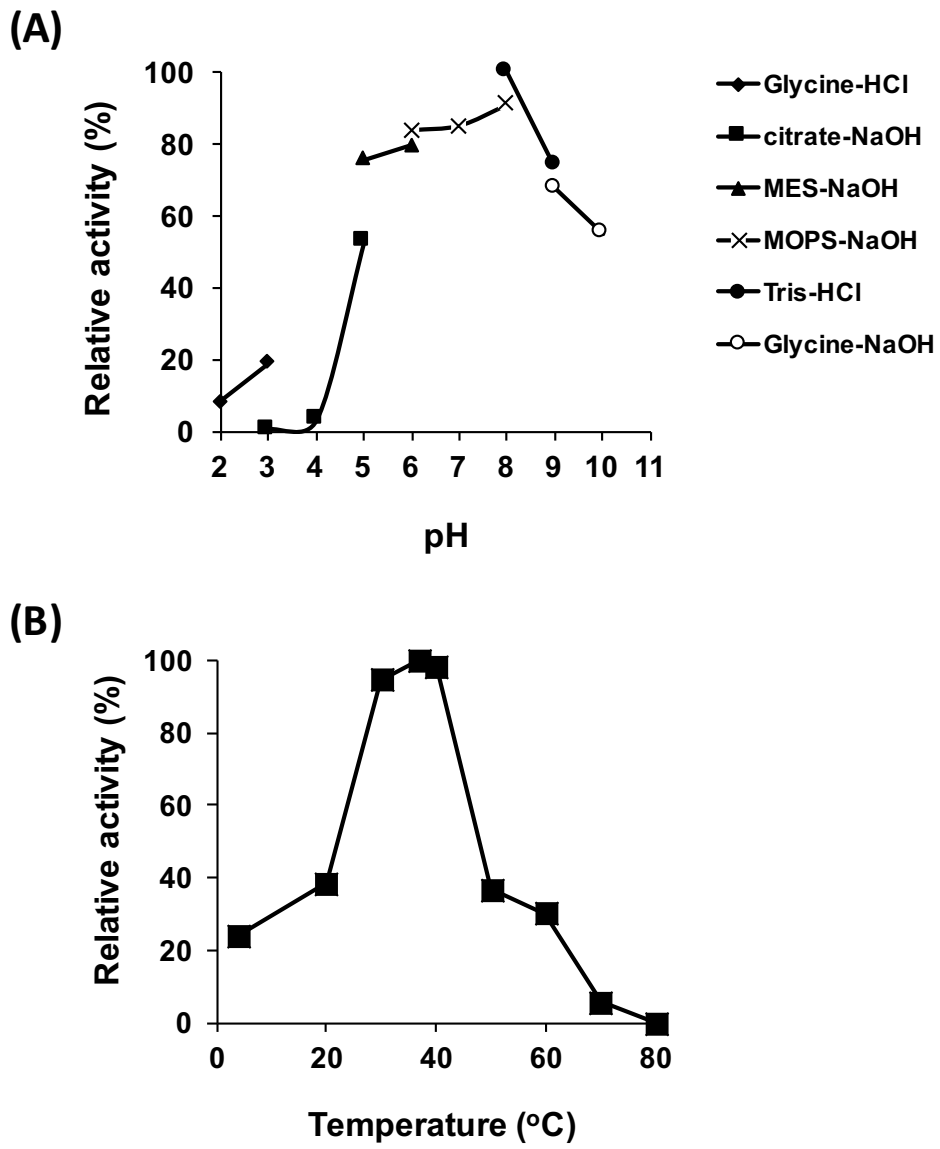 (A)
Relative activity (%)
100
80
60
40
20
0
2 3 4 5 6 7 8 9 10 11
pH
Glycine-HCl
citrate-NaOH
MES-NaOH
MOPS-NaOH
Tris-HCl
Glycine-NaOH
(B)
Relative activity (%)
100
80
60
40
20
0
0 20 40 60 80
Temperature (°C)